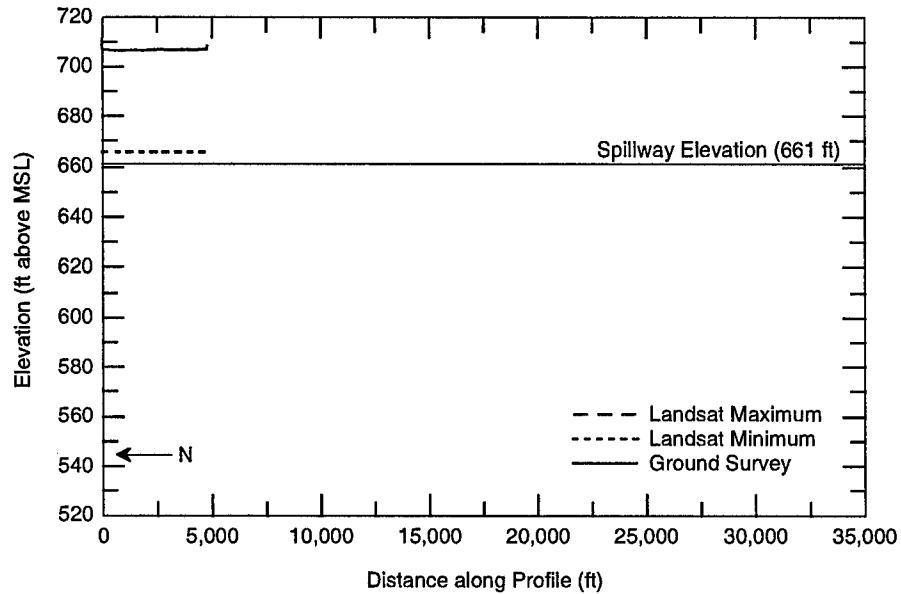 720
700
680
660
640
620
600
580
560
540
520
Elevation (ft above MSL)
Spillway Elevation (661 ft)
Landsat Maximum
Landsat Minimum
Ground Survey
N
0 5,000 10,000 15,000 20,000 25,000 30,000 35,000
Distance along Profile (ft)